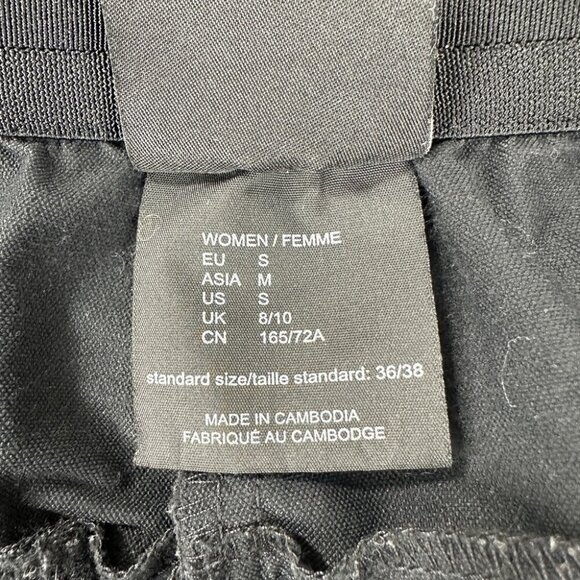 WOMEN / FEMME
EU S
ASIA M
US S
UK 8/10
CN 165/72A
standard size/taille standard: 36/38
MADE IN CAMBODIA
FABRIQUÉ AU CAMBODGE